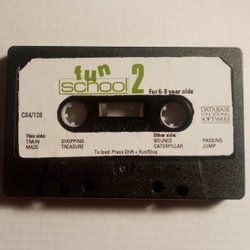 fun
school 2
For 6-8 year olds
C64/128
DATABASE
EDUCATIONAL
SOFTWARE
This side:
TRAIN SHOPPING
MAZE TREASURE
Other side:
BOUNCE PACKING
CATERPILLAR JUMP
To load: Press Shift + Run/Stop